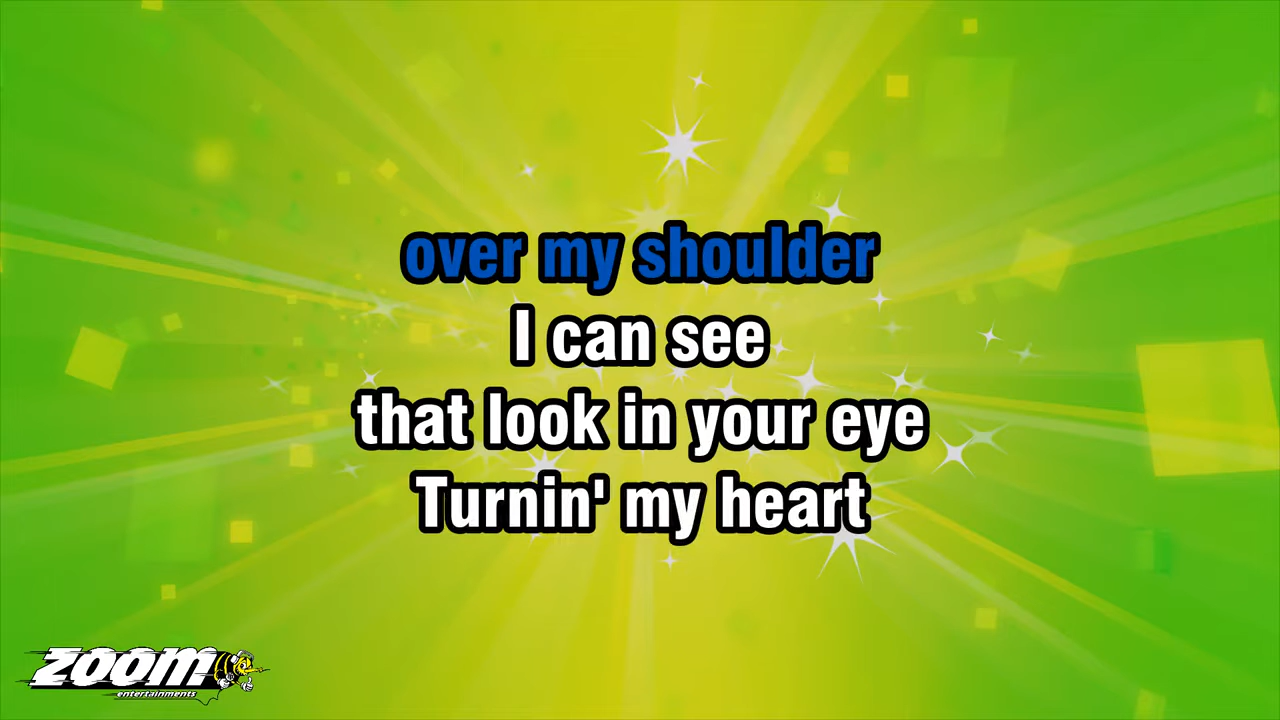 over my shoulder
I can see
that look in your eye
Turnin' my heart
zoom
entertainments